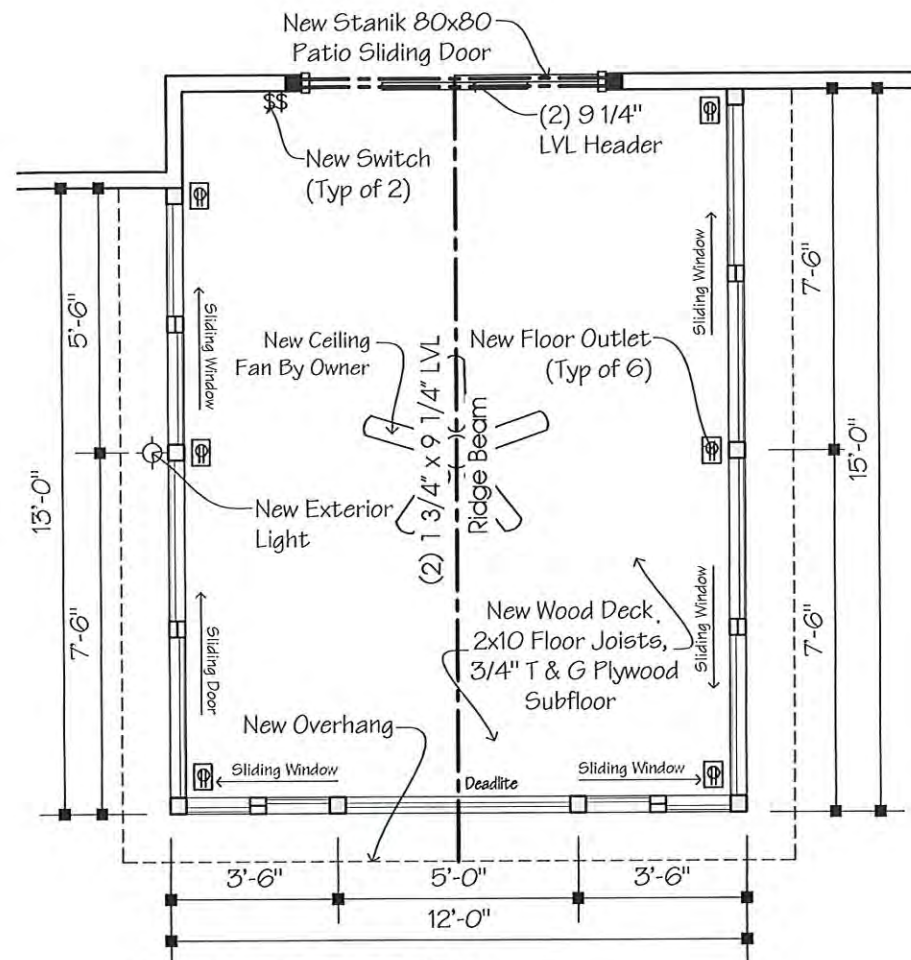 New Stanik 80x80
Patio Sliding Door
$$
(2) 9 1/4"
LVL Header
New Switch
(Typ of 2)
5'-6"
7'-6"
13'-0"
Sliding Window
Sliding Window
7'-6"
New Ceiling
Fan By Owner
New Floor Outlet
(Typ of 6)
(2) 1 3/4" x 9 1/4" LVL
Ridge Beam
15'-0"
New Exterior
Light
7'-6"
Sliding Door
Sliding Window
7'-6"
New Wood Deck,
2x10 Floor Joists,
3/4" T & G Plywood
Subfloor
New Overhang
Sliding Window
Deadlite
Sliding Window
3'-6"
5'-0"
3'-6"
12'-0"